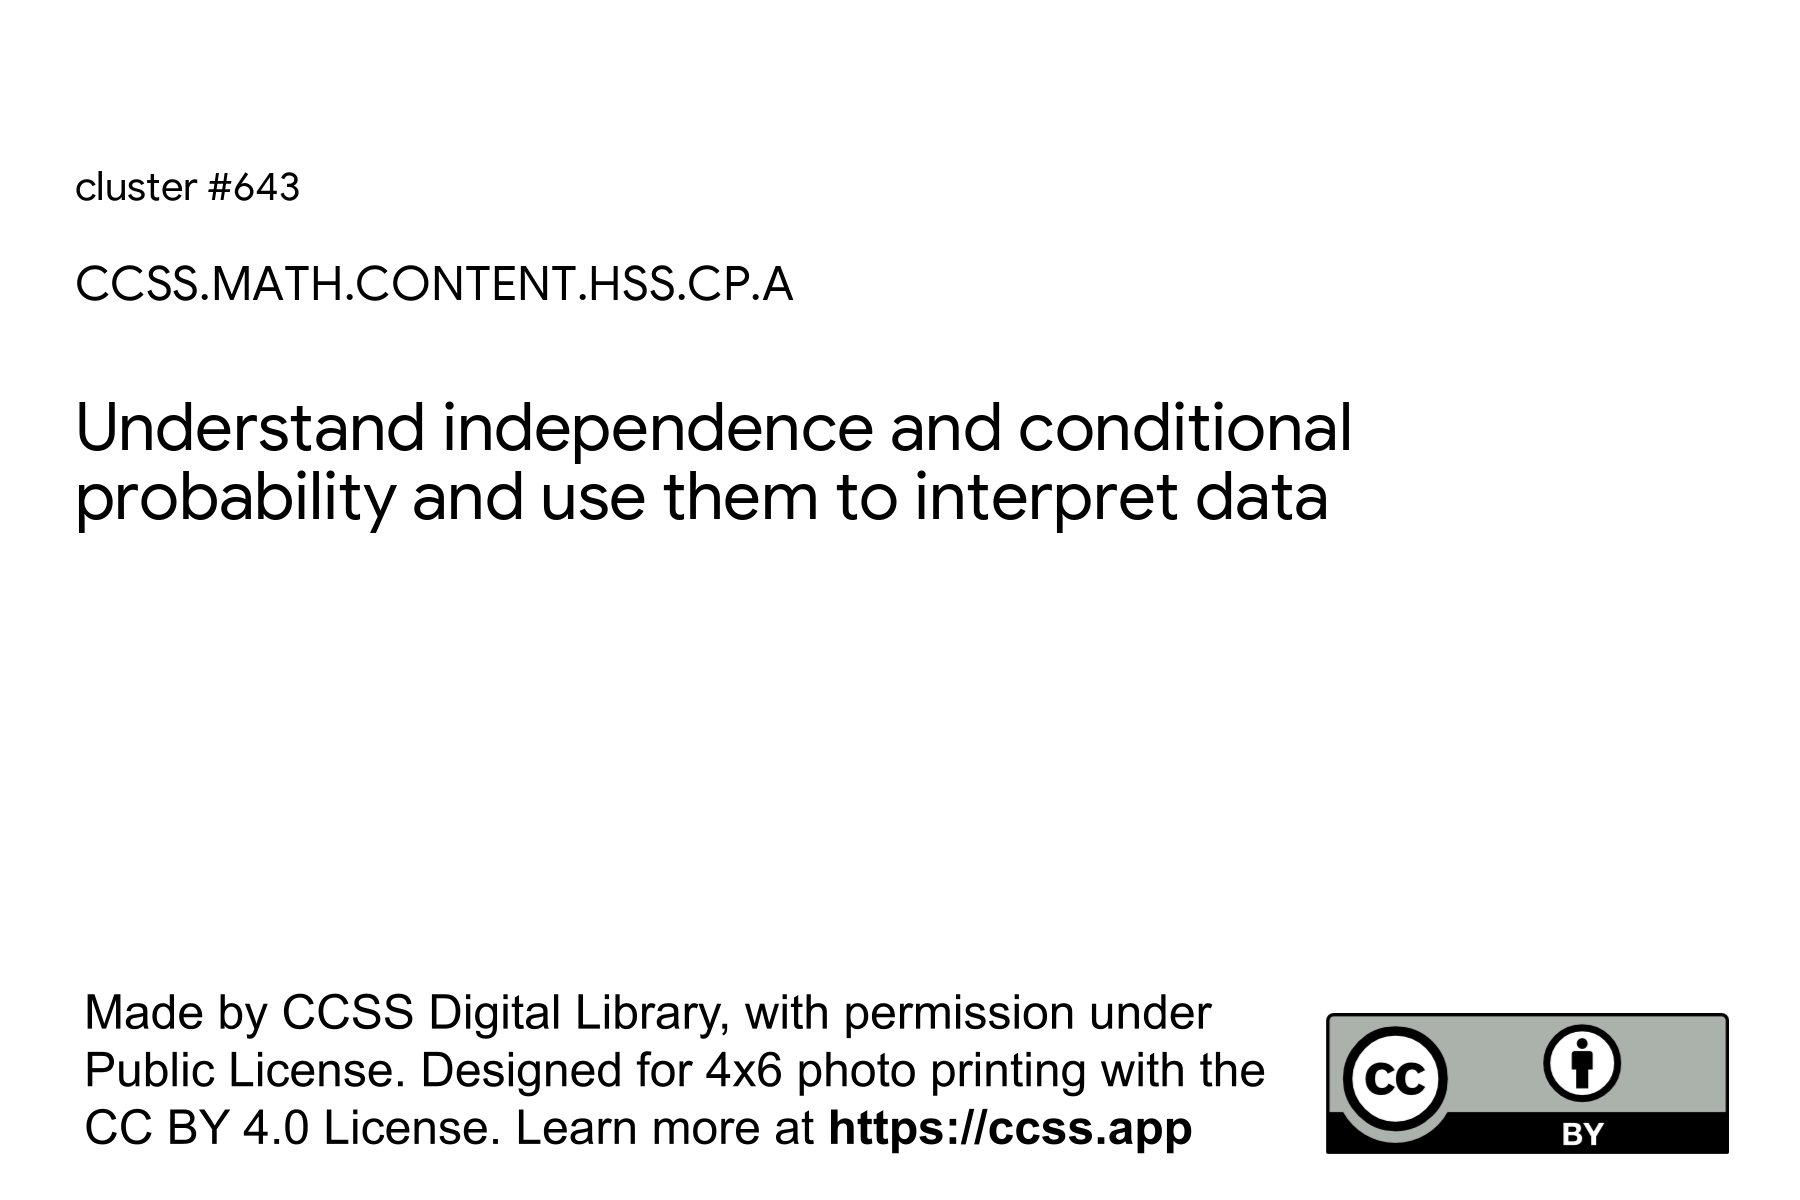 cluster #643
CCSS.MATH.CONTENT.HSS.CP.A
Understand independence and conditional
probability and use them to interpret data
Made by CCSS Digital Library, with permission under
Public License. Designed for 4x6 photo printing with the
CC BY 4.0 License. Learn more at https://ccss.app
CC
BY